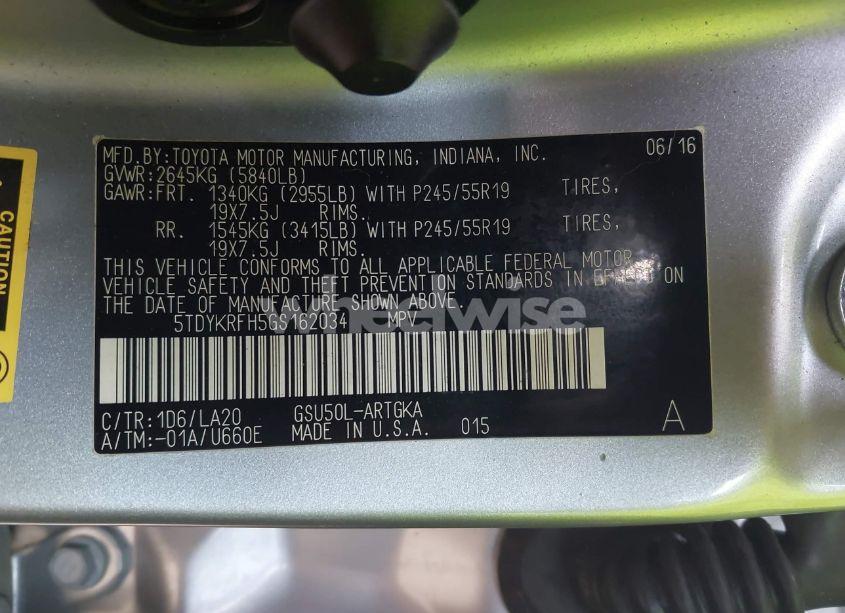 MFD.BY:TOYOTA MOTOR MANUFACTURING, INDIANA, INC. 06/16
GVWR:2645KG (5840LB)
GAWR:FRT. 1340KG (2955LB) WITH P245/55R19 TIRES,
19X7.5J RIMS.
RR. 1545KG (3415LB) WITH P245/55R19 TIRES,
19X7.5J RIMS.
THIS VEHICLE CONFORMS TO ALL APPLICABLE FEDERAL MOTOR
VEHICLE SAFETY AND THEFT PREVENTION STANDARDS IN EFFECT ON
THE DATE OF MANUFACTURE SHOWN ABOVE.
5TDYKRFH5GS162034 MPV
wheelwise
C/TR:1D6/LA20 GSU50L-ARTGKA
A/TM:-01A/U660E MADE IN U.S.A. 015 A
CAUTION